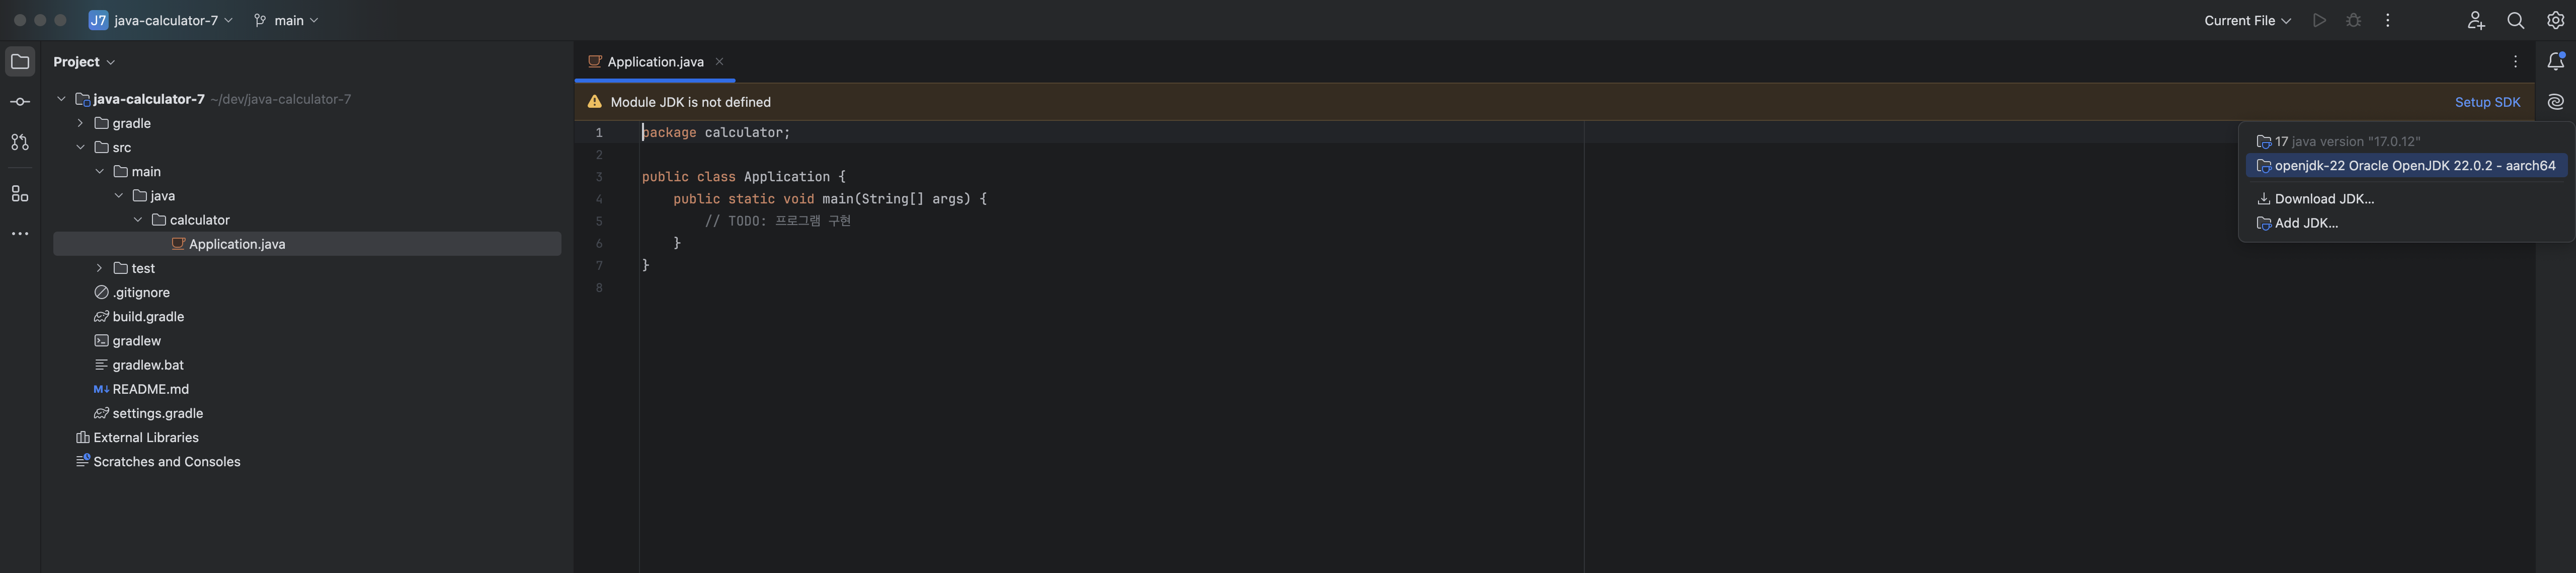 J7 java-calculator-7 main Current File
Project
java-calculator-7 ~/dev/java-calculator-7
gradle
src
main
java
calculator
Application.java
test
.gitignore
build.gradle
gradlew
gradlew.bat
M↓ README.md
settings.gradle
External Libraries
Scratches and Consoles
Application.java
Module JDK is not defined Setup SDK
1 package calculator;
2
3 public class Application {
4 public static void main(String[] args) {
5 // TODO: 프로그램 구현
6 }
7 }
8
17 java version "17.0.12"
openjdk-22 Oracle OpenJDK 22.0.2 - aarch64
Download JDK...
Add JDK...